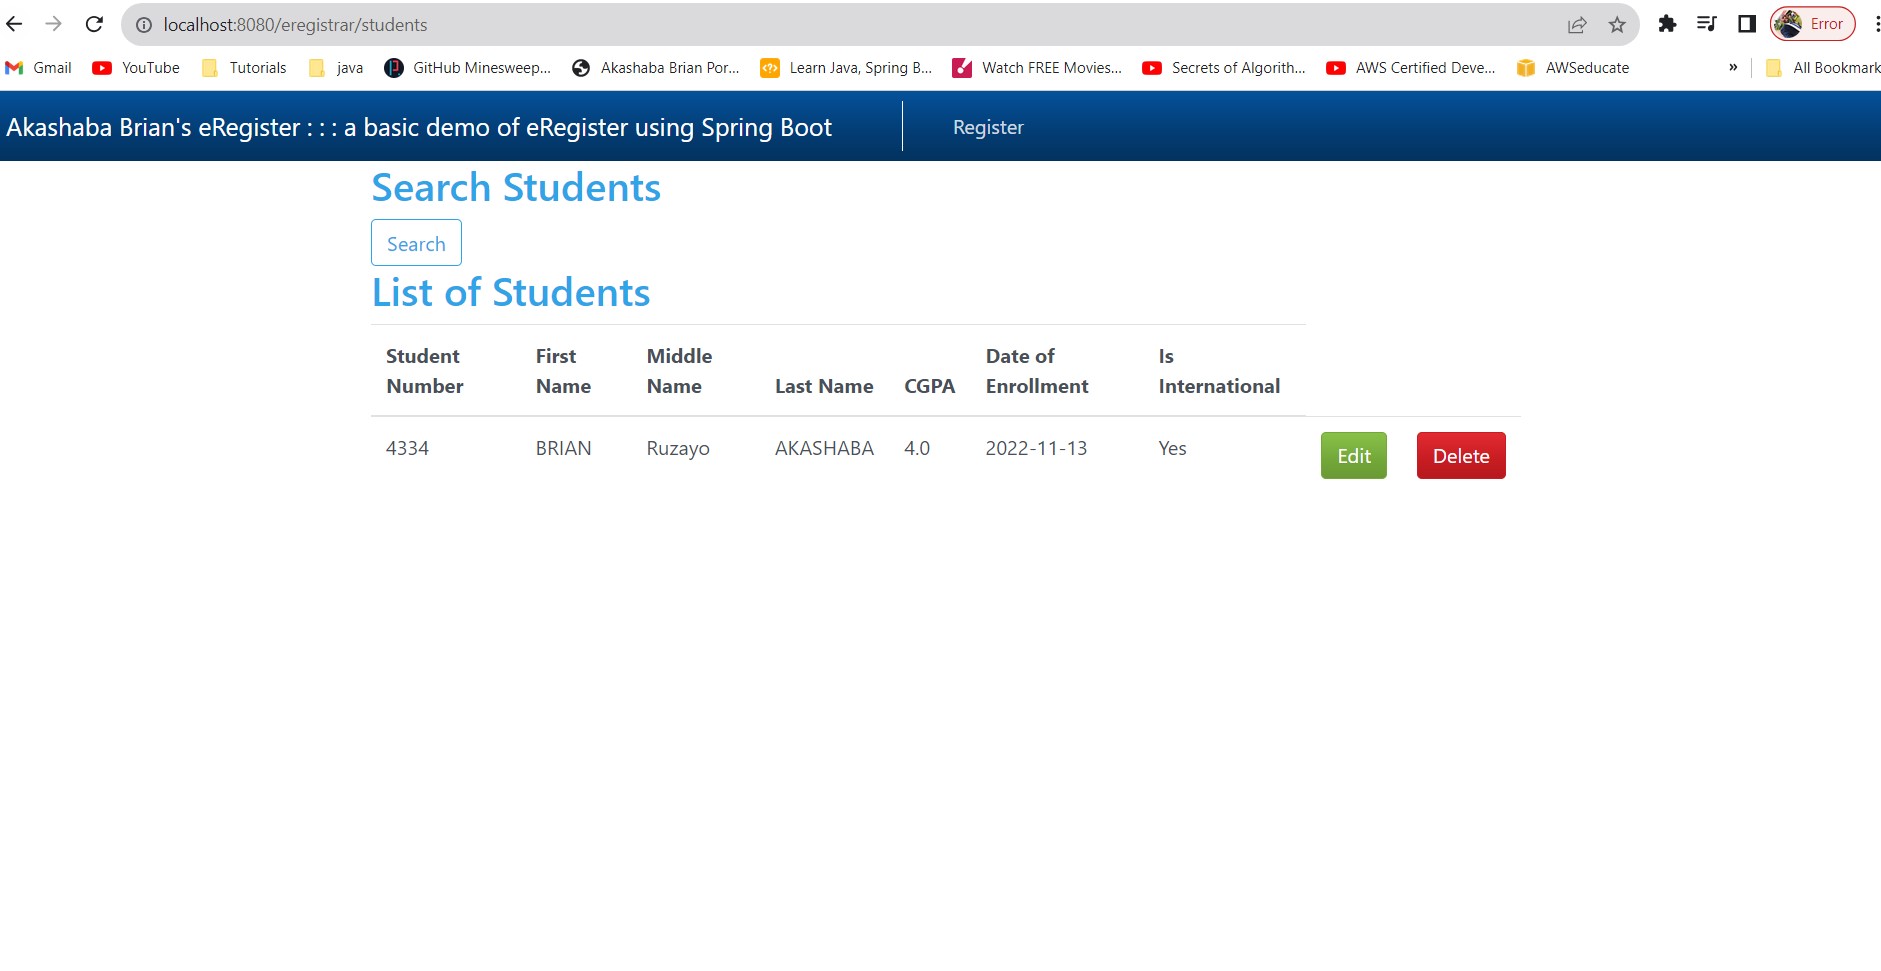 localhost:8080/eregistrar/students
Error
Gmail YouTube Tutorials java GitHub Minesweep... Akashaba Brian Por... Learn Java, Spring B... Watch FREE Movies... Secrets of Algorith... AWS Certified Deve... AWSeducate » All Bookmark
Akashaba Brian's eRegister : : : a basic demo of eRegister using Spring Boot Register
Search Students
Search
List of Students
Student Number First Name Middle Name Last Name CGPA Date of Enrollment Is International
4334 BRIAN Ruzayo AKASHABA 4.0 2022-11-13 Yes Edit Delete